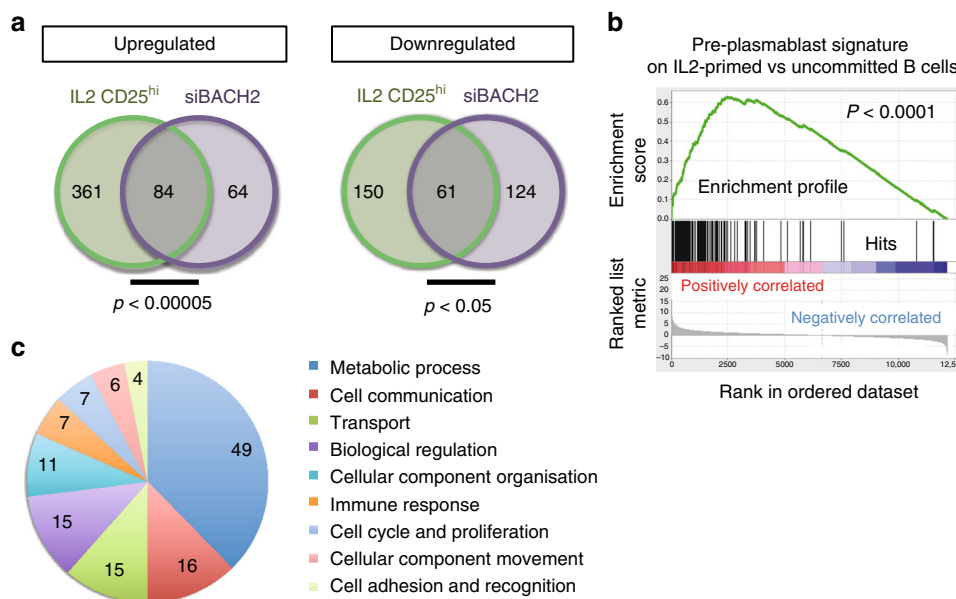 a
Upregulated
Downregulated
IL2 CD25hi
siBACH2
361
84
64
p < 0.00005
IL2 CD25hi
siBACH2
150
61
124
p < 0.05
b
Pre-plasmablast signature
on IL2-primed vs uncommitted B cells
Enrichment score
0.6
0.5
0.4
0.3
0.2
0.1
0.0
P < 0.0001
Enrichment profile
Hits
Ranked list metric
25
20
15
10
5
0
−5
−10
Positively correlated
Negatively correlated
0
2500
5000
7500
10,000
12,5
Rank in ordered dataset
c
49
16
15
15
11
7
7
6
4
Metabolic process
Cell communication
Transport
Biological regulation
Cellular component organisation
Immune response
Cell cycle and proliferation
Cellular component movement
Cell adhesion and recognition